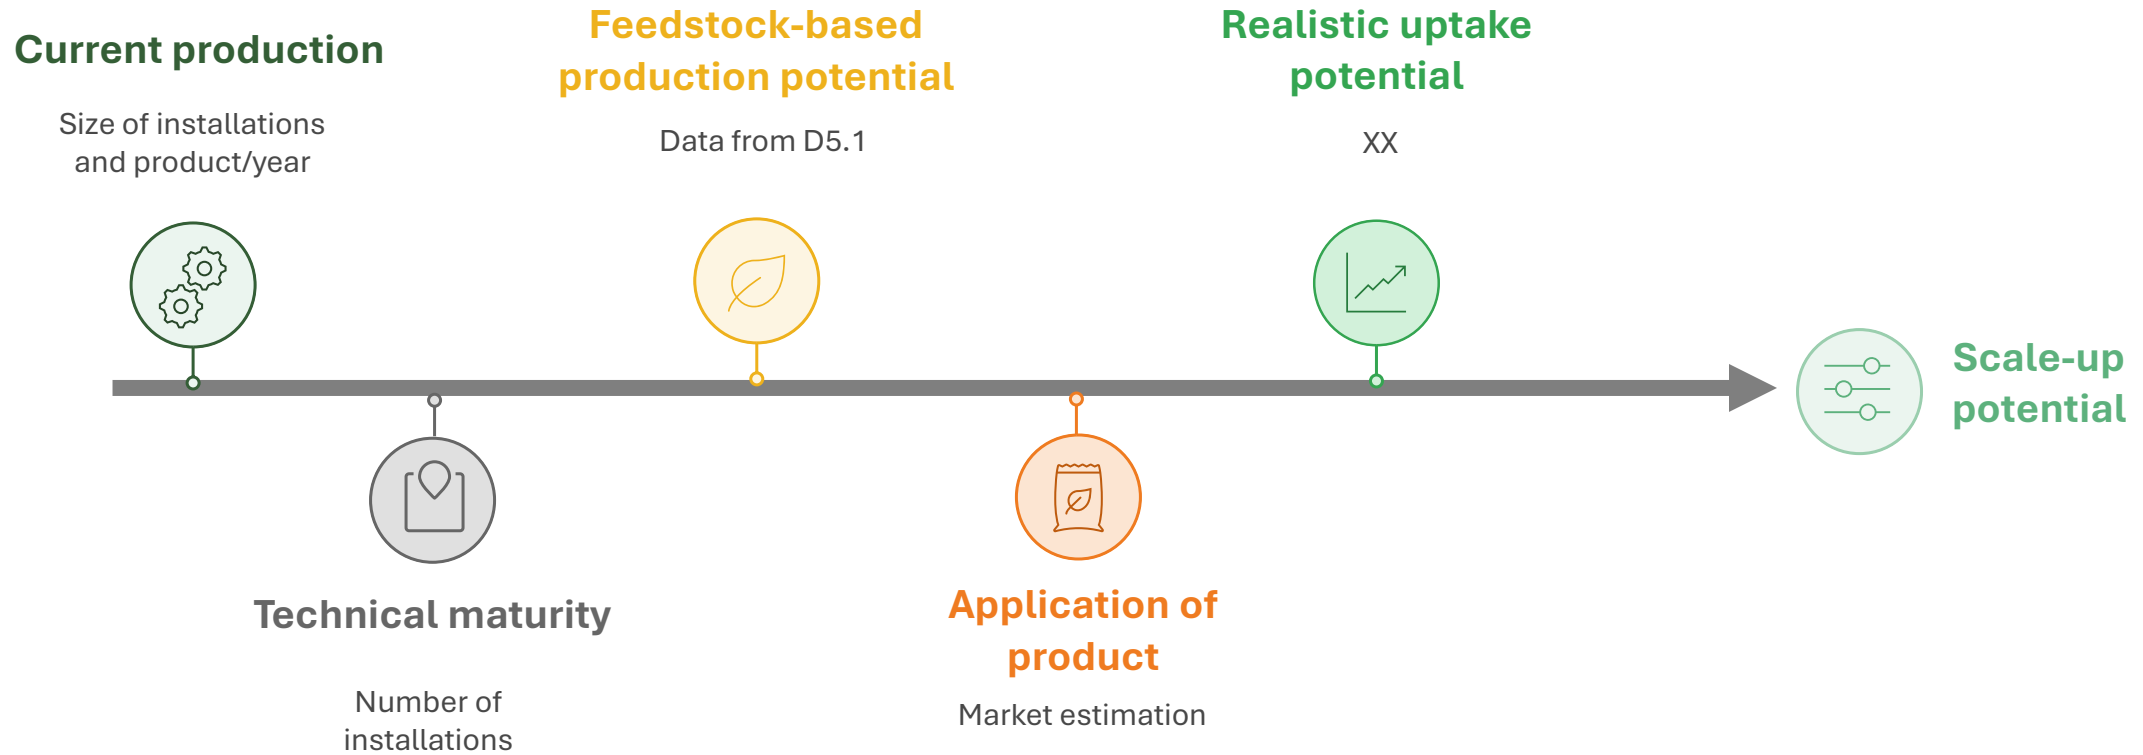 Current production
Size of installations
and product/year
Technical maturity
Number of
installations
Feedstock-based
production potential
Data from D5.1
Application of
product
Market estimation
Realistic uptake
potential
XX
Scale-up
potential